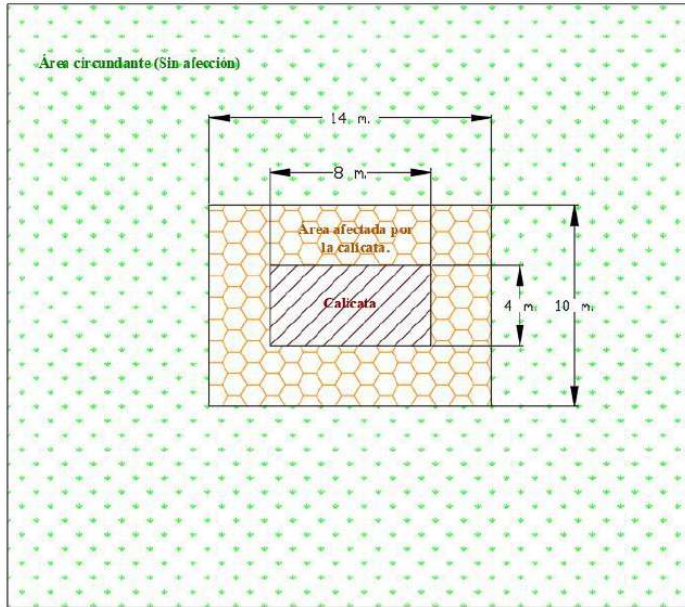 Área circundante (Sin afección)
14 m.
8 m.
Área afectada por
la calicata.
Calicata
4 m.
10 m.